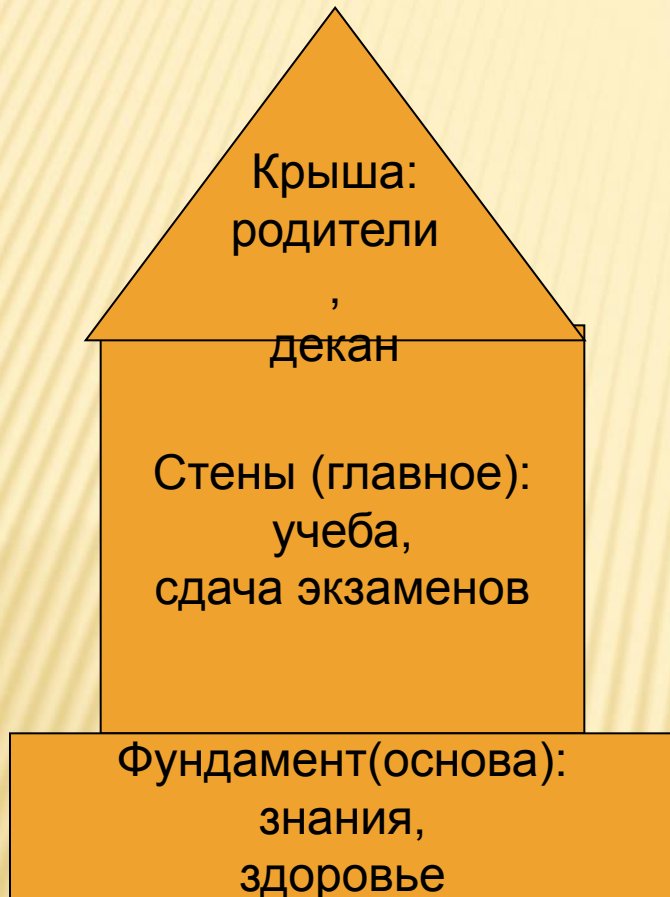 Крыша:
родители
,
декан
Стены (главное):
учеба,
сдача экзаменов
Фундамент(основа):
знания,
здоровье